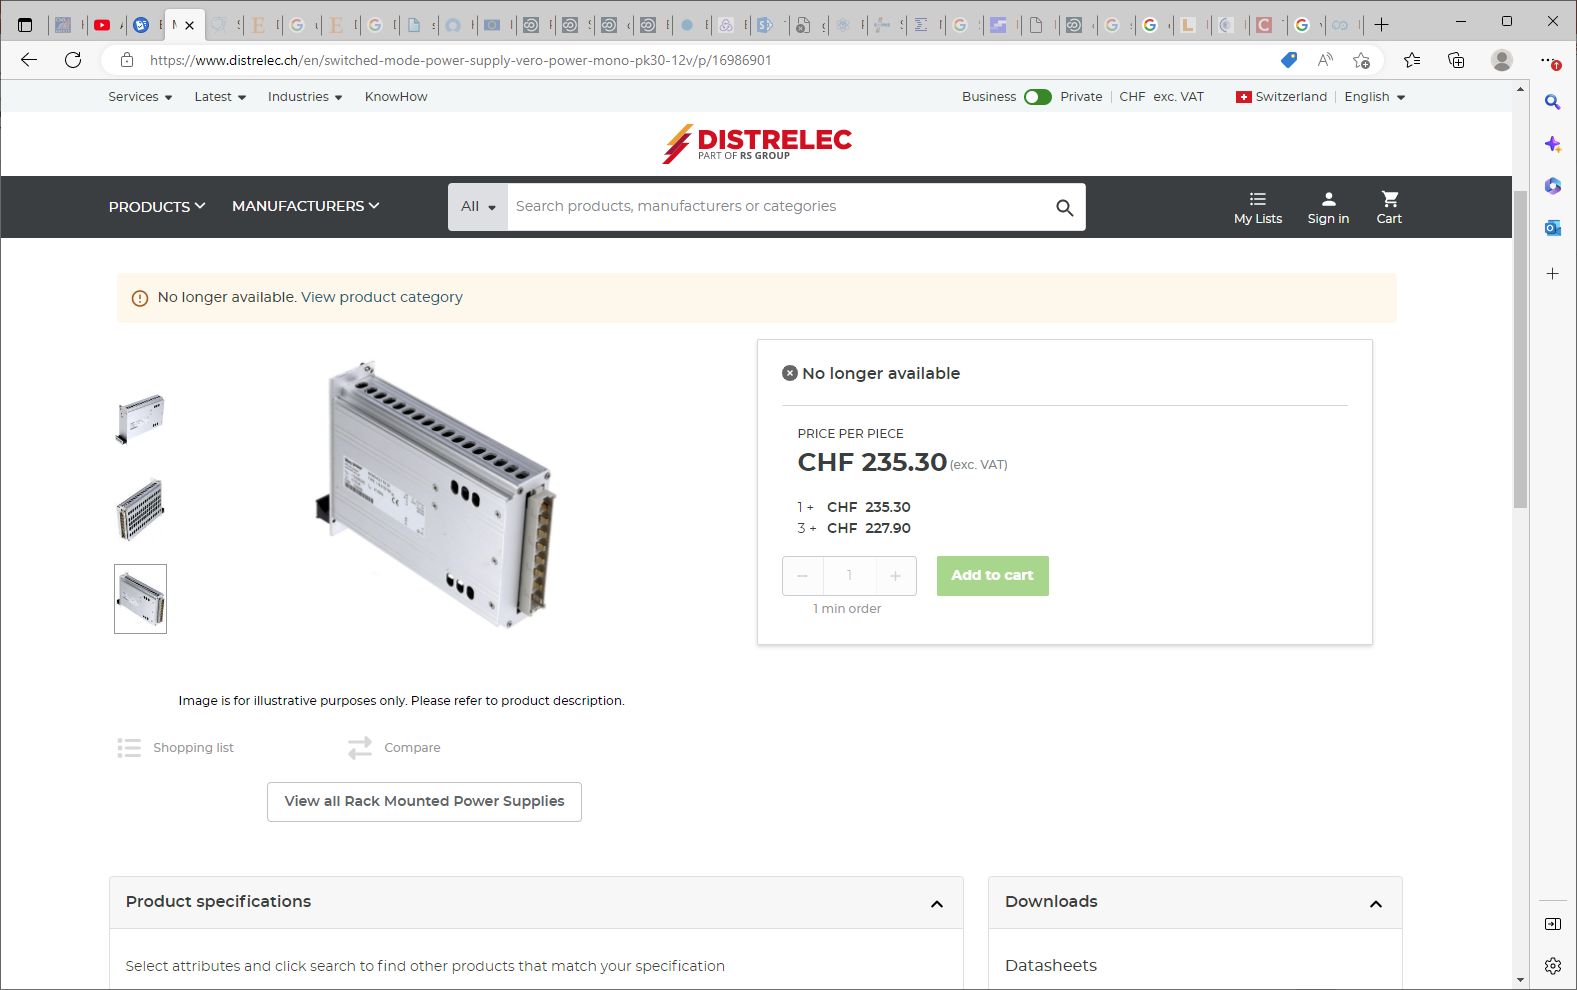 https://www.distrelec.ch/en/switched-mode-power-supply-vero-power-mono-pk30-12v/p/16986901
Services
Latest
Industries
KnowHow
Business
Private
CHF exc. VAT
Switzerland
English
DISTRELEC
PART OF RS GROUP
PRODUCTS
MANUFACTURERS
All
Search products, manufacturers or categories
My Lists
Sign in
Cart
No longer available. View product category
No longer available
PRICE PER PIECE
CHF 235.30 (exc. VAT)
1 + CHF 235.30
3 + CHF 227.90
1
Add to cart
1 min order
Image is for illustrative purposes only. Please refer to product description.
Shopping list
Compare
View all Rack Mounted Power Supplies
Product specifications
Downloads
Select attributes and click search to find other products that match your specification
Datasheets